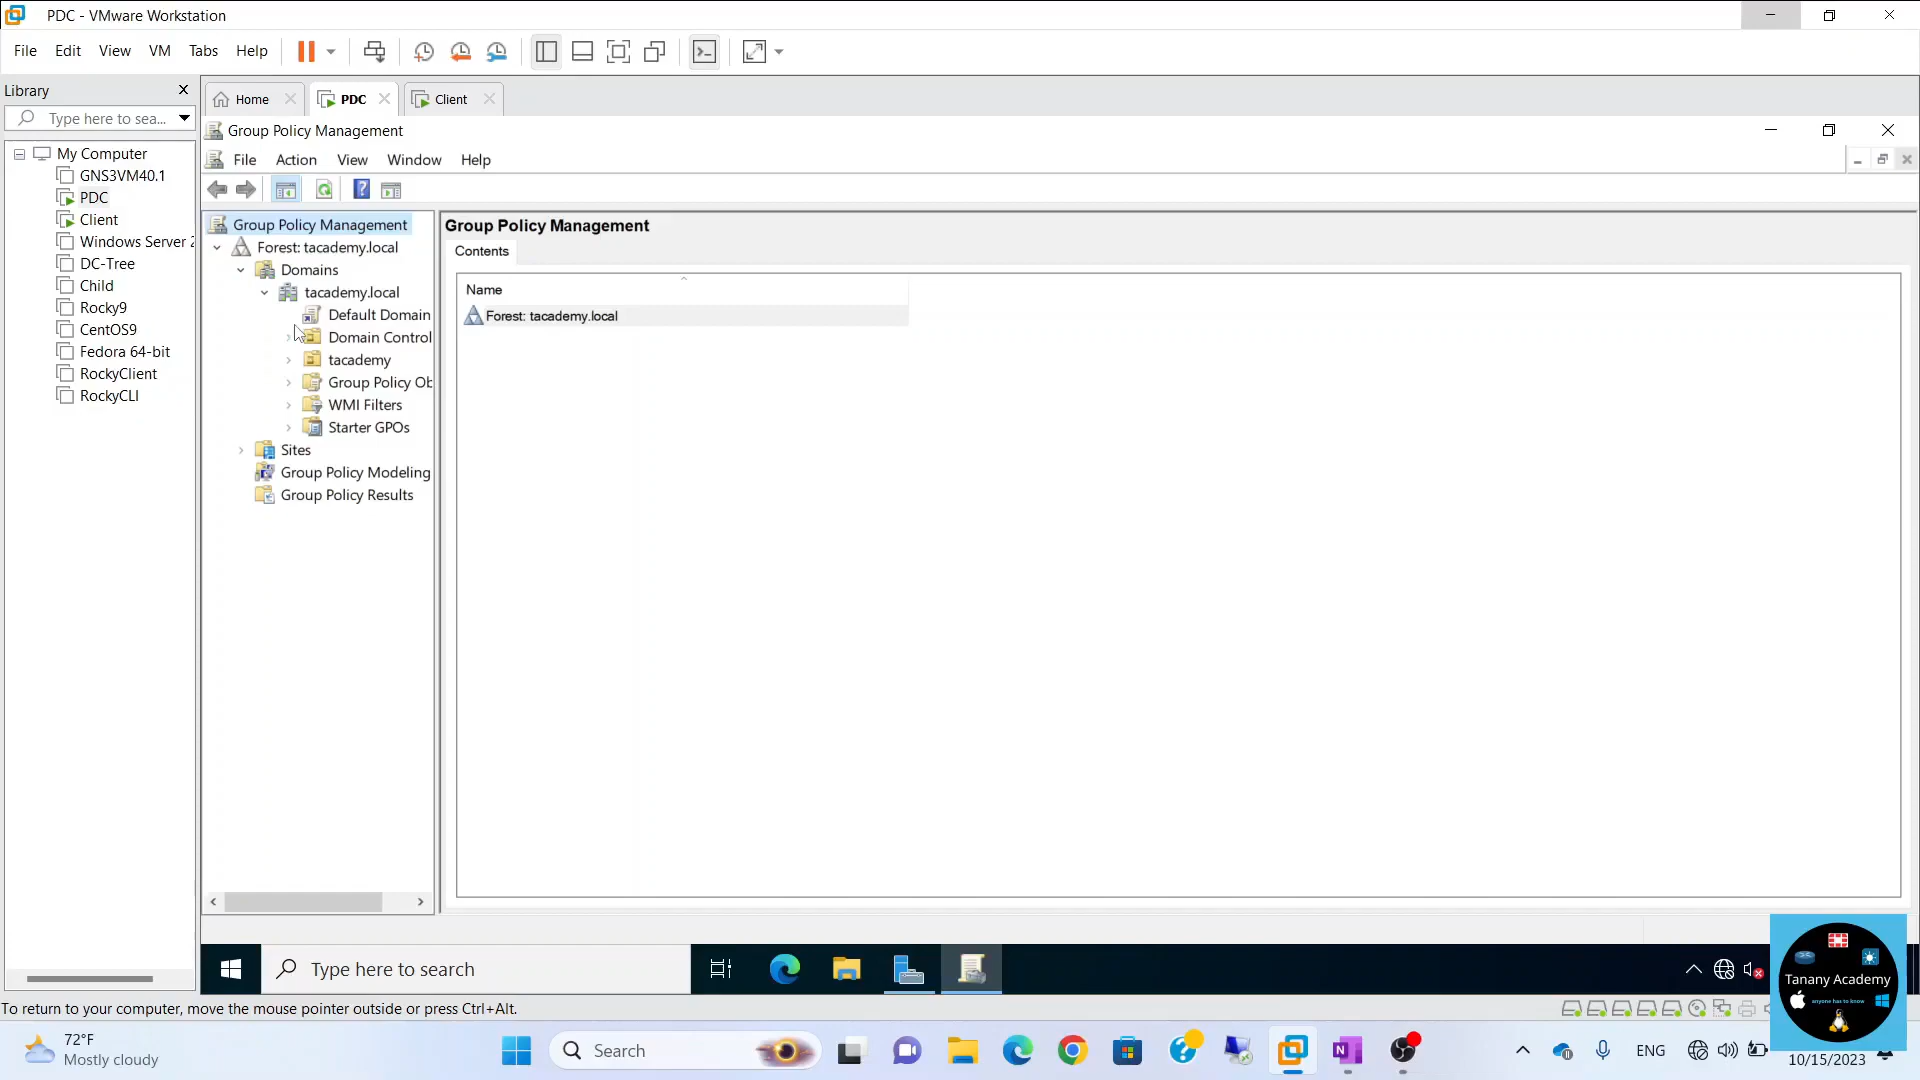 PDC - VMware Workstation
File Edit View VM Tabs Help
Library
Type here to sea...
My Computer
GNS3VM40.1
PDC
Client
Windows Server 2
DC-Tree
Child
Rocky9
CentOS9
Fedora 64-bit
RockyClient
RockyCLI
Home PDC Client
Group Policy Management
File Action View Window Help
Group Policy Management
Forest: tacademy.local
Domains
tacademy.local
Default Domain
Domain Control
tacademy
Group Policy Ob
WMI Filters
Starter GPOs
Sites
Group Policy Modeling
Group Policy Results
Group Policy Management
Contents
Name
Forest: tacademy.local
Type here to search
Tanany Academy
anyone has to know
To return to your computer, move the mouse pointer outside or press Ctrl+Alt.
72°F
Mostly cloudy
Search
ENG
10/15/2023